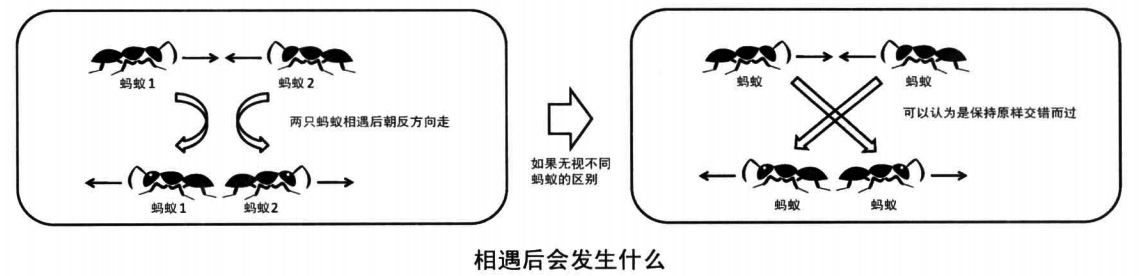 蚂蚁1
蚂蚁2
两只蚂蚁相遇后朝反方向走
蚂蚁1
蚂蚁2
如果无视不同
蚂蚁的区别
蚂蚁
蚂蚁
可以认为是保持原样交错而过
蚂蚁
蚂蚁
相遇后会发生什么